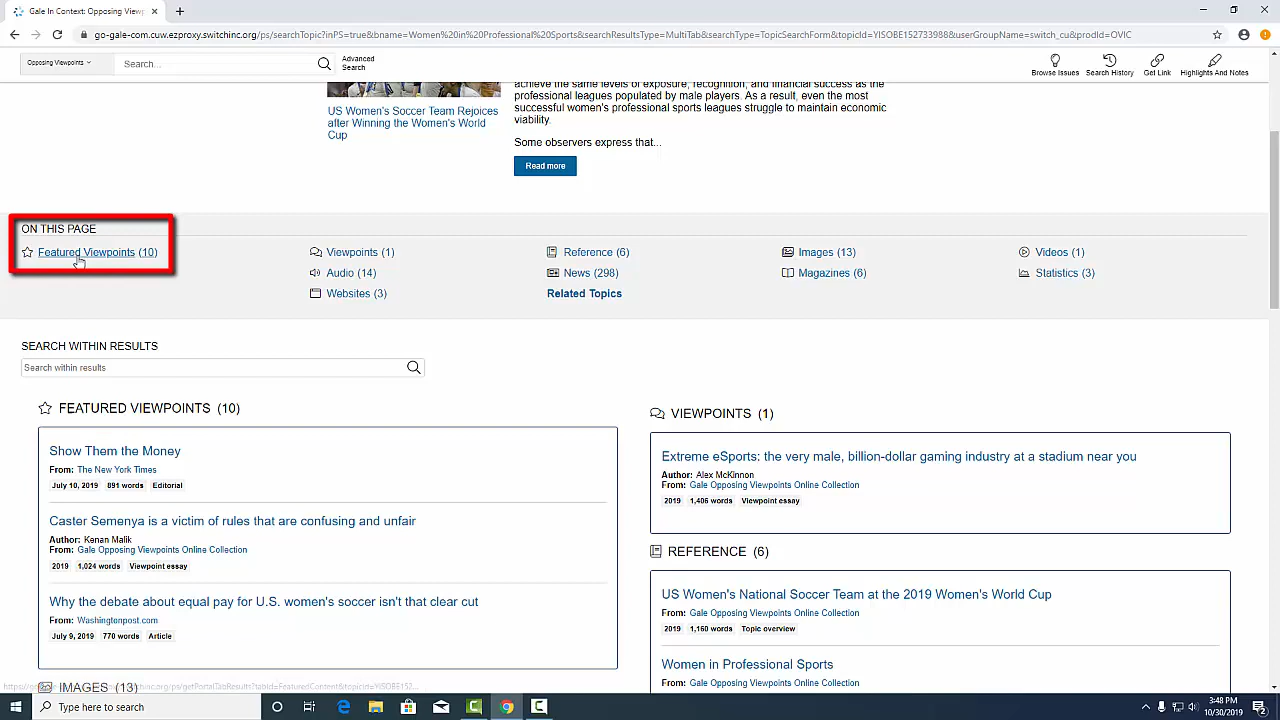 Gale In Context: Opposing Viewp
go-gale-com.cuw.ezproxy.switchinc.org/ps/searchTopic?inPS=true&bname=Women%20in%20Professional%20Sports&searchResultsType=MultiTab&searchType=TopicSearchForm&topicId=YISOBE152733988&userGroupName=switch_cu&prodId=OVIC
Opposing Viewpoints
Search...
Advanced
Search
Browse Issues
Search History
Get Link
Highlights And Notes
achieve the same levels of exposure, recognition, and financial success as the
professional leagues populated by male players. As a result, even the most
successful women's professional sports leagues struggle to maintain economic
viability.
US Women's Soccer Team Rejoices
after Winning the Women's World
Cup
Some observers express that...
Read more
ON THIS PAGE
Featured Viewpoints (10)
Viewpoints (1)
Reference (6)
Images (13)
Videos (1)
Audio (14)
News (298)
Magazines (6)
Statistics (3)
Websites (3)
Related Topics
SEARCH WITHIN RESULTS
Search within results
FEATURED VIEWPOINTS (10)
Show Them the Money
From: The New York Times
July 10, 2019 891 words Editorial
Caster Semenya is a victim of rules that are confusing and unfair
Author: Kenan Malik
From: Gale Opposing Viewpoints Online Collection
2019 1,024 words Viewpoint essay
Why the debate about equal pay for U.S. women's soccer isn't that clear cut
From: Washingtonpost.com
July 9, 2019 770 words Article
IMAGES (13)
VIEWPOINTS (1)
Extreme eSports: the very male, billion-dollar gaming industry at a stadium near you
Author: Alex McKinnon
From: Gale Opposing Viewpoints Online Collection
2019 1,406 words Viewpoint essay
REFERENCE (6)
US Women's National Soccer Team at the 2019 Women's World Cup
From: Gale Opposing Viewpoints Online Collection
2019 1,160 words Topic overview
Women in Professional Sports
From: Gale Opposing Viewpoints Online Collection
Type here to search
3:48 PM
10/30/2019